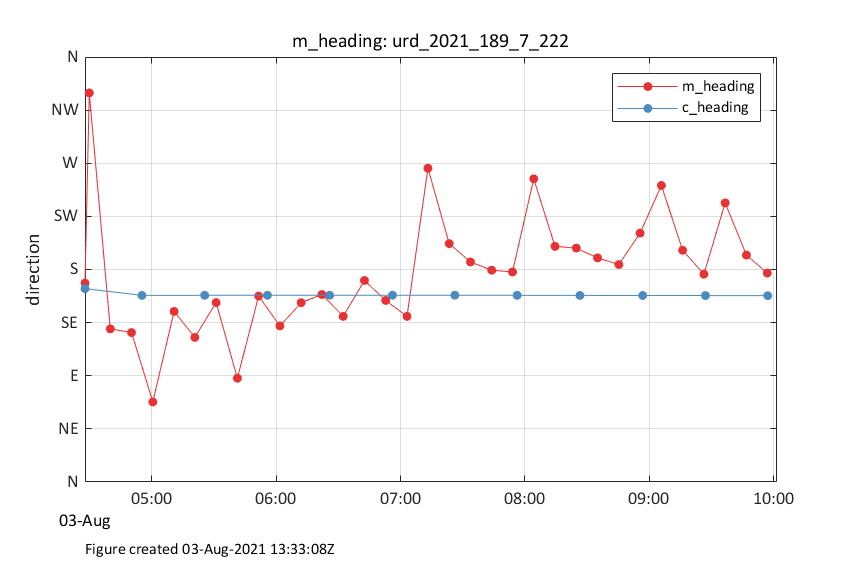 m_heading: urd_2021_189_7_222
N
NW
W
SW
S
SE
E
NE
N
direction
m_heading
c_heading
05:00 06:00 07:00 08:00 09:00 10:00
03-Aug
Figure created 03-Aug-2021 13:33:08Z